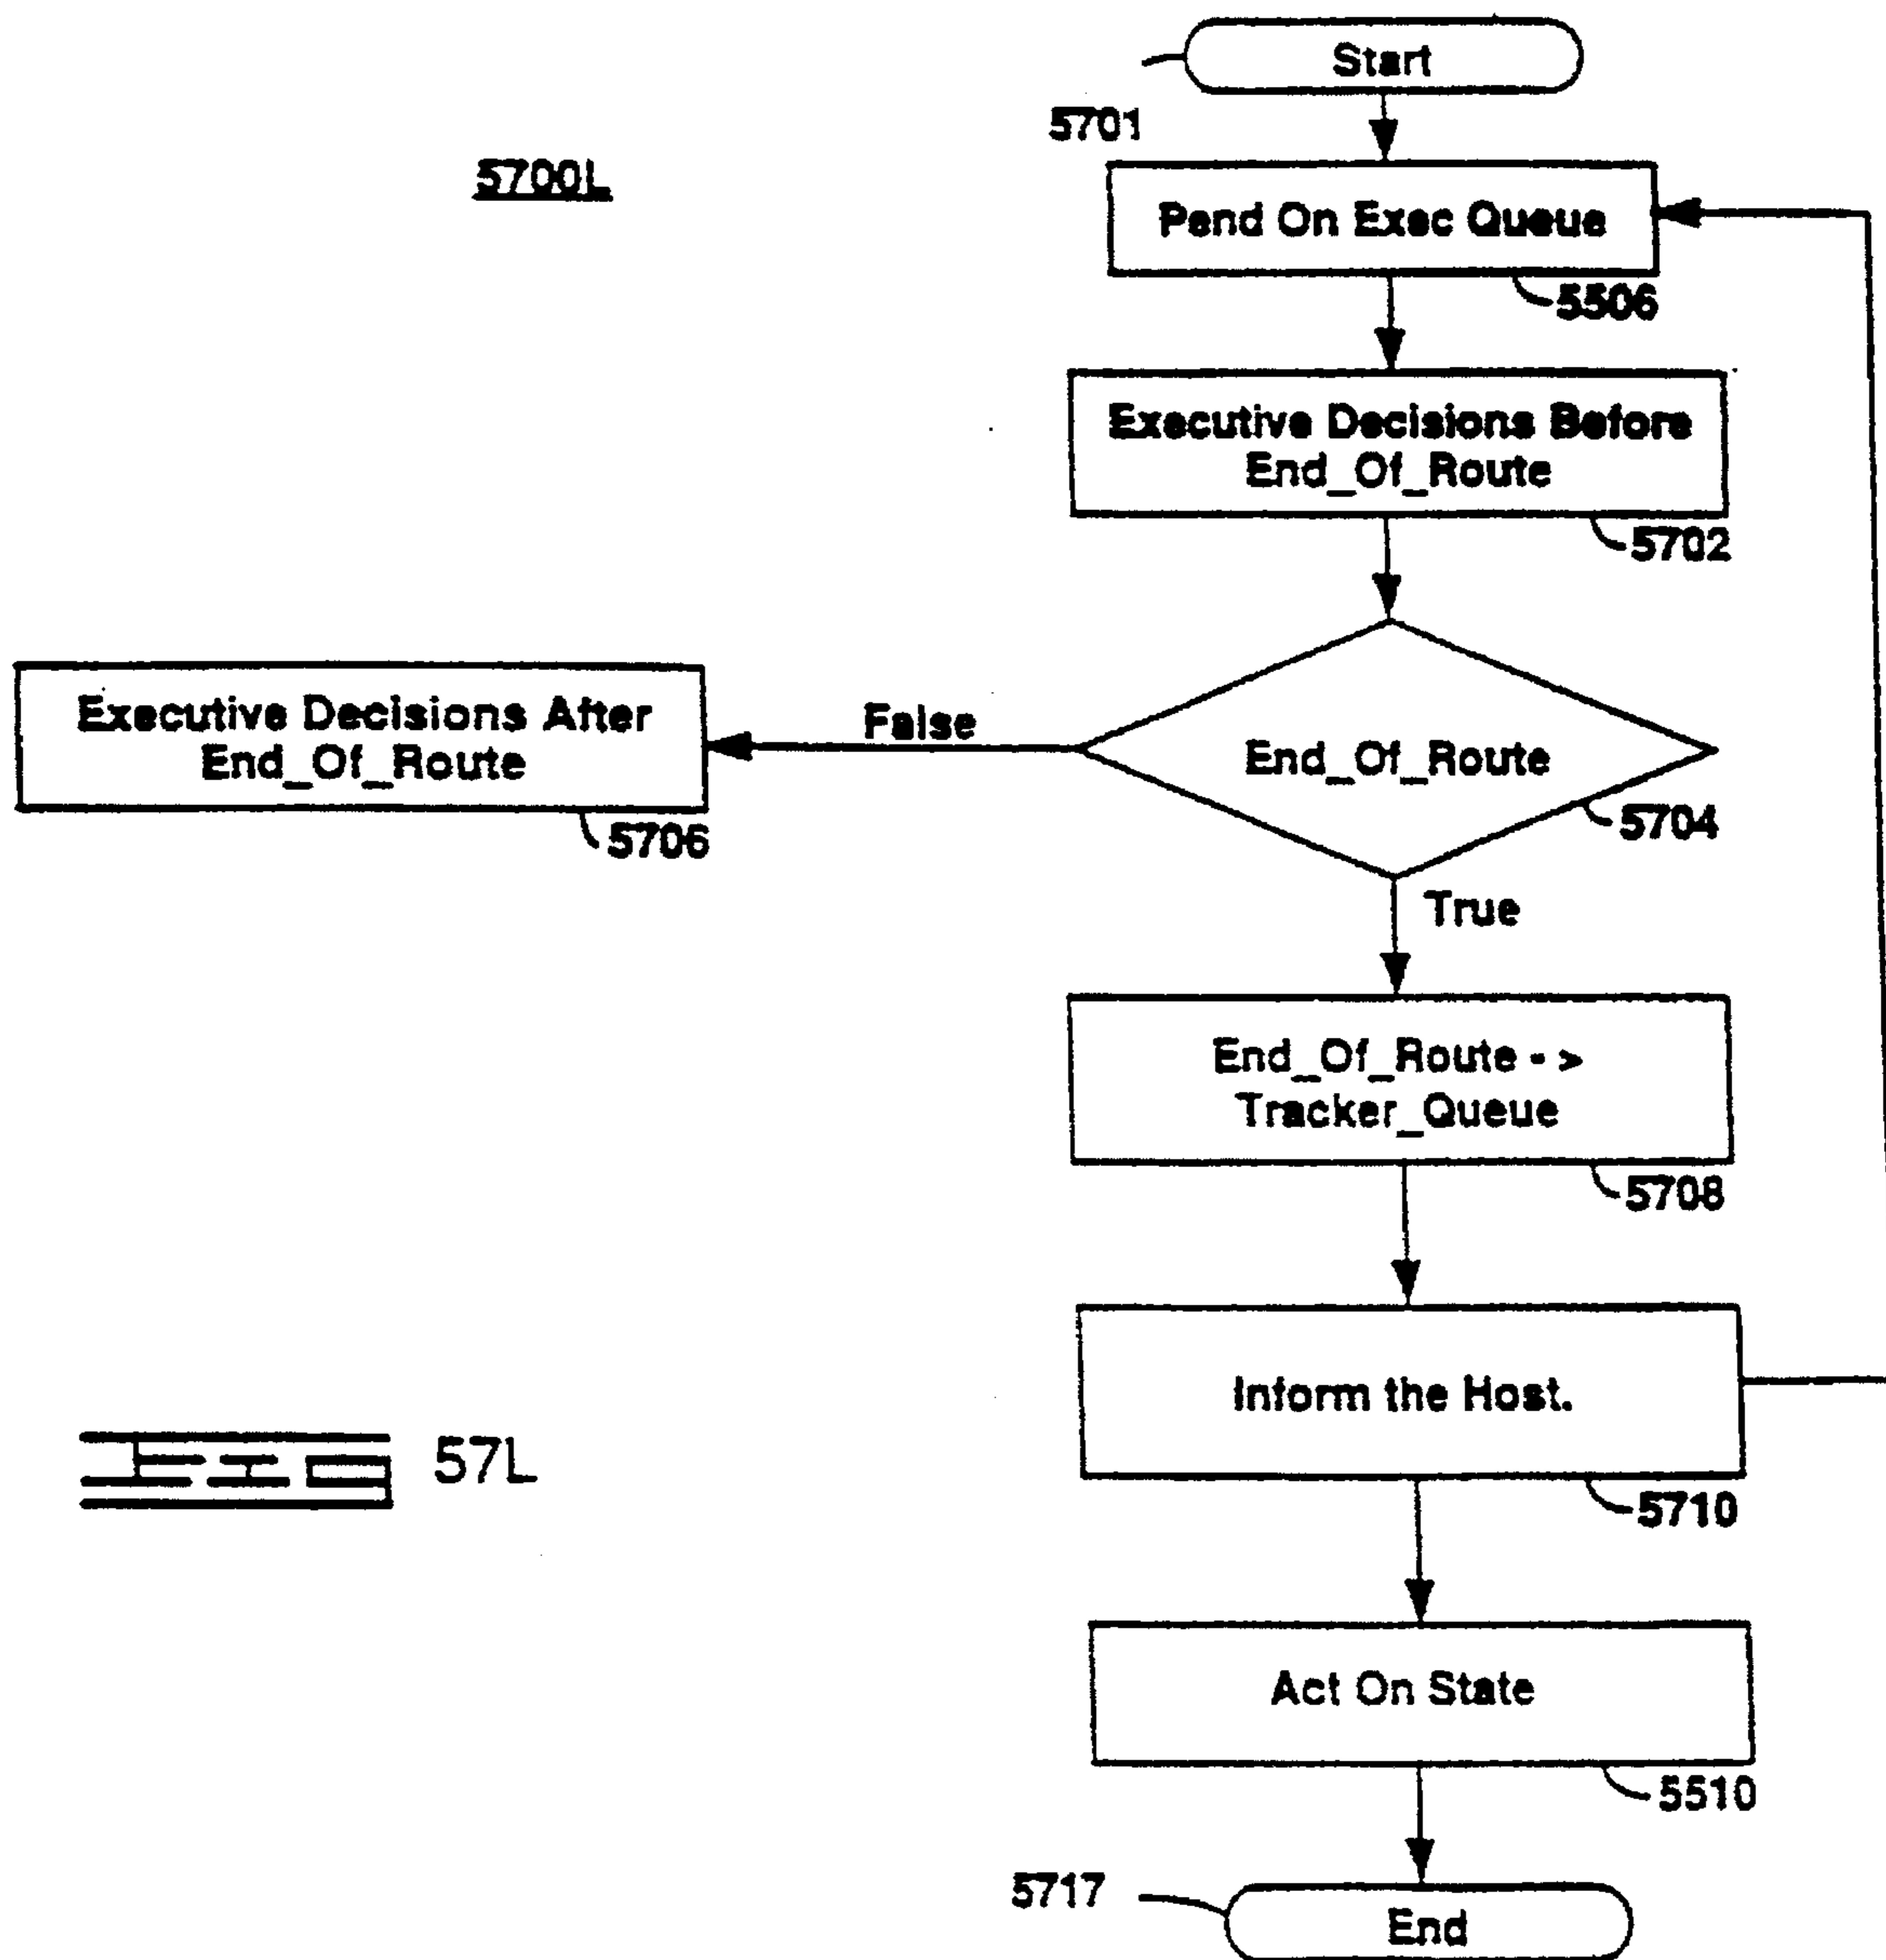 Start
5701
5700L
Pend On Exec Queue
5506
Executive Decisions Before
End_Of_Route
5702
Executive Decisions After
End_Of_Route
5706
False
End_Of_Route
5704
True
End_Of_Route - >
Tracker_Queue
5708
Inform the Host.
5710
FIG 57L
Act On State
5510
5717
End